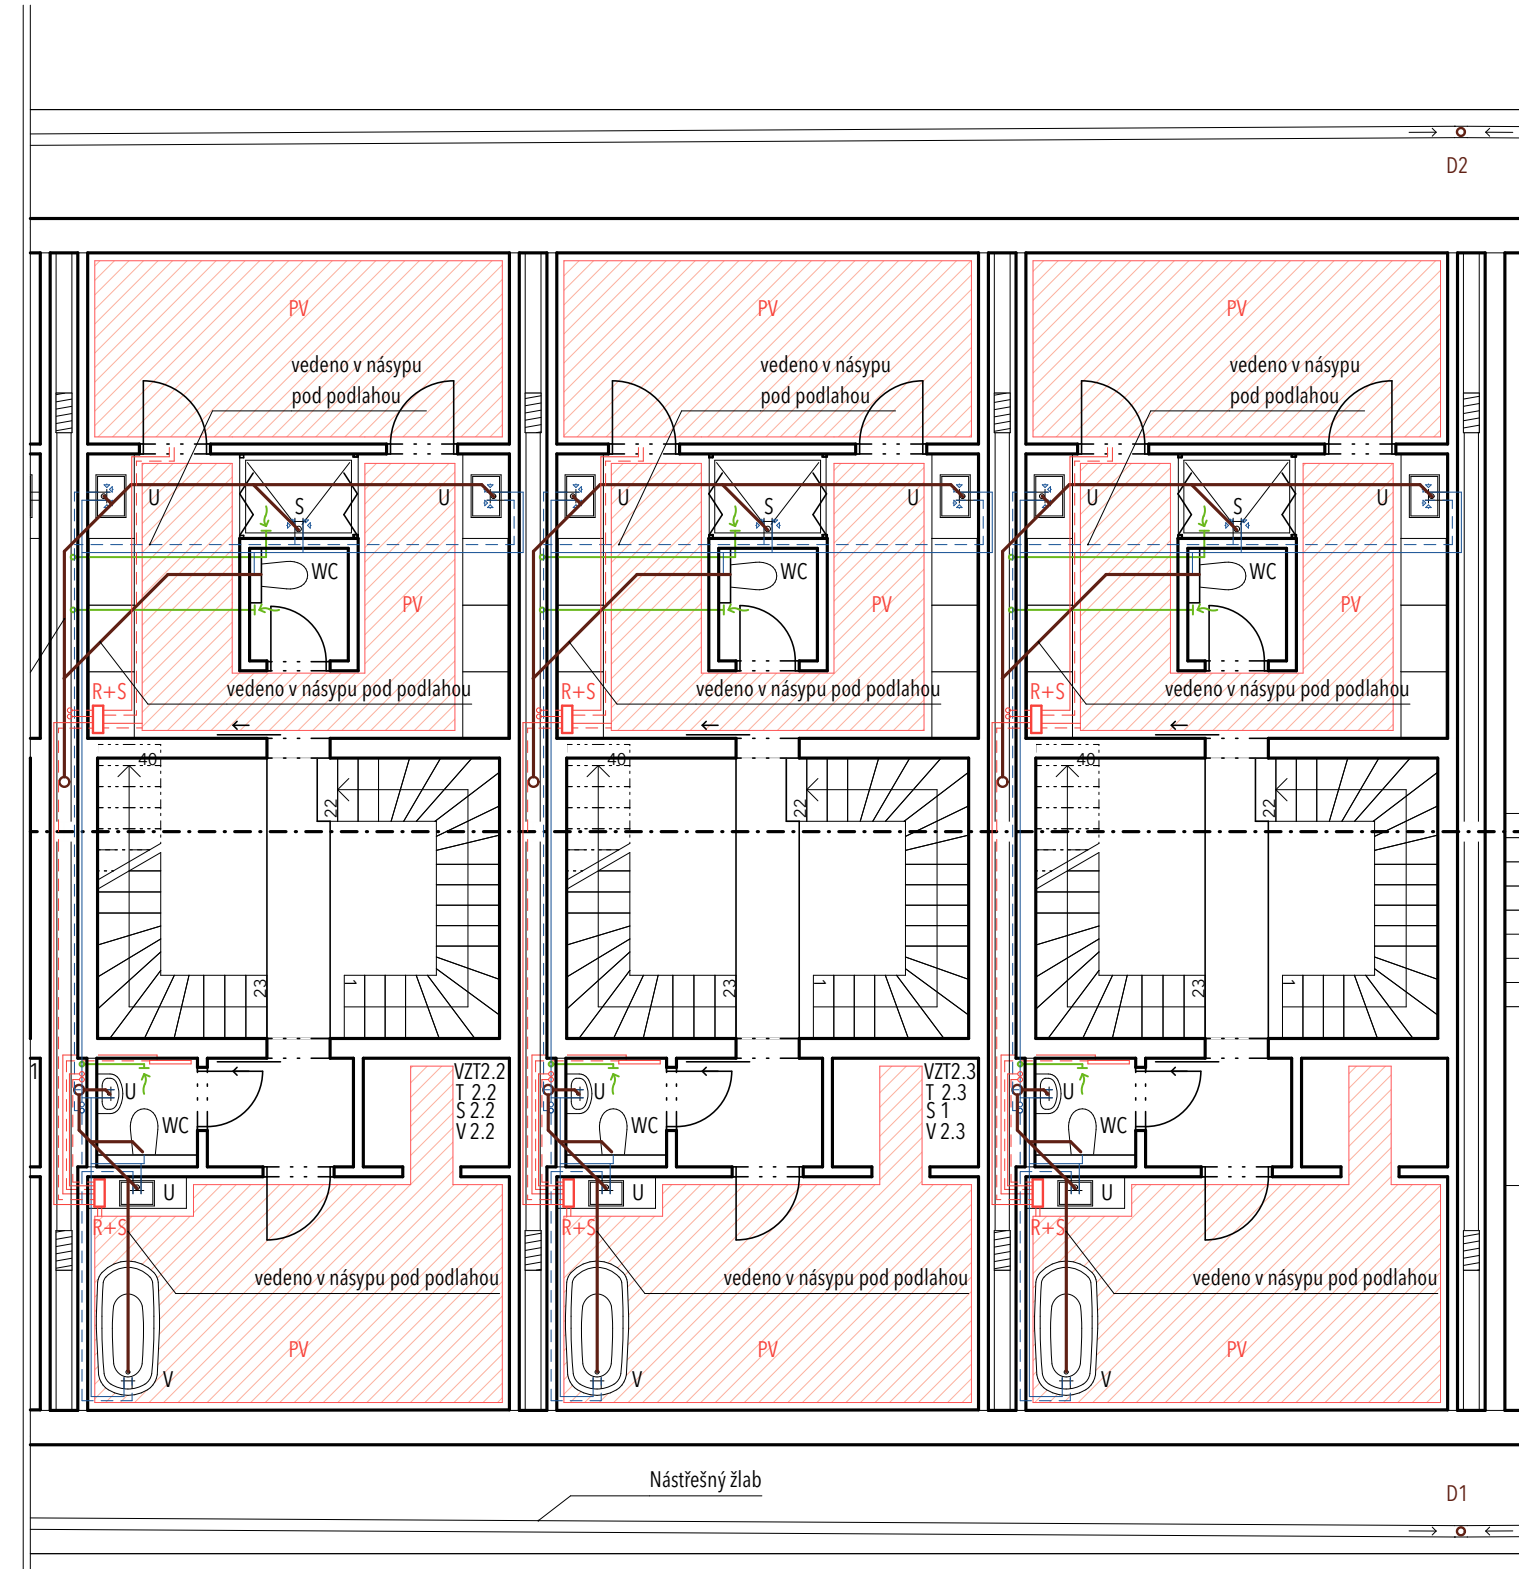 D2
PV
PV
PV
vedeno v násypu
pod podlahou
vedeno v násypu
pod podlahou
vedeno v násypu
pod podlahou
U
S
U
S
U
U
S
U
WC
WC
WC
PV
PV
PV
R+S
vedeno v násypu pod podlahou
R+S
vedeno v násypu pod podlahou
R+S
vedeno v násypu pod podlahou
40
22
40
22
40
22
23
1
23
1
23
1
1
U
WC
VZT2.2
T 2.2
S 2.2
V 2.2
U
WC
VZT2.3
T 2.3
S 1
V 2.3
U
WC
U
U
U
R+S
R+S
R+S
vedeno v násypu pod podlahou
vedeno v násypu pod podlahou
vedeno v násypu pod podlahou
PV
PV
PV
V
V
V
Nástřešný žlab
D1